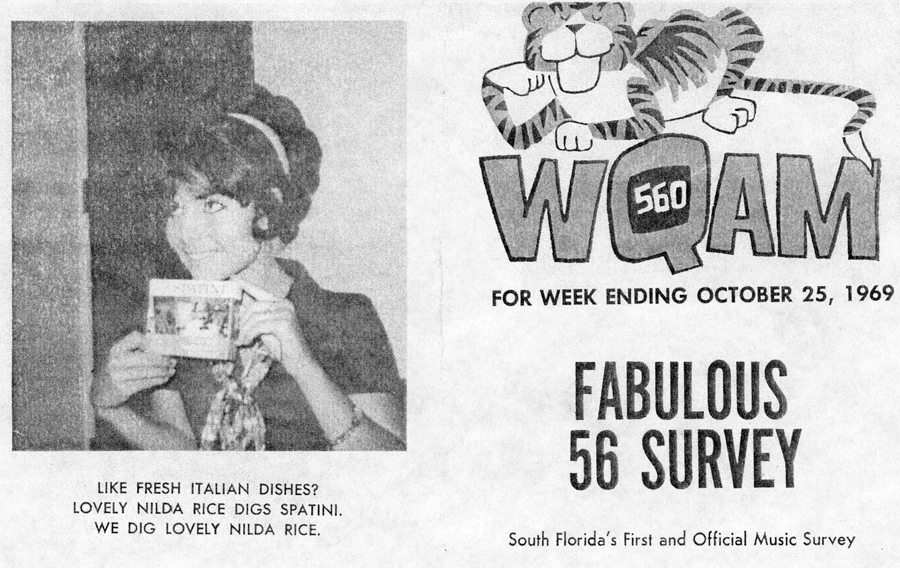 SPATINI
LIKE FRESH ITALIAN DISHES?
LOVELY NILDA RICE DIGS SPATINI.
WE DIG LOVELY NILDA RICE.
WQAM
560
FOR WEEK ENDING OCTOBER 25, 1969
FABULOUS
56 SURVEY
South Florida's First and Official Music Survey